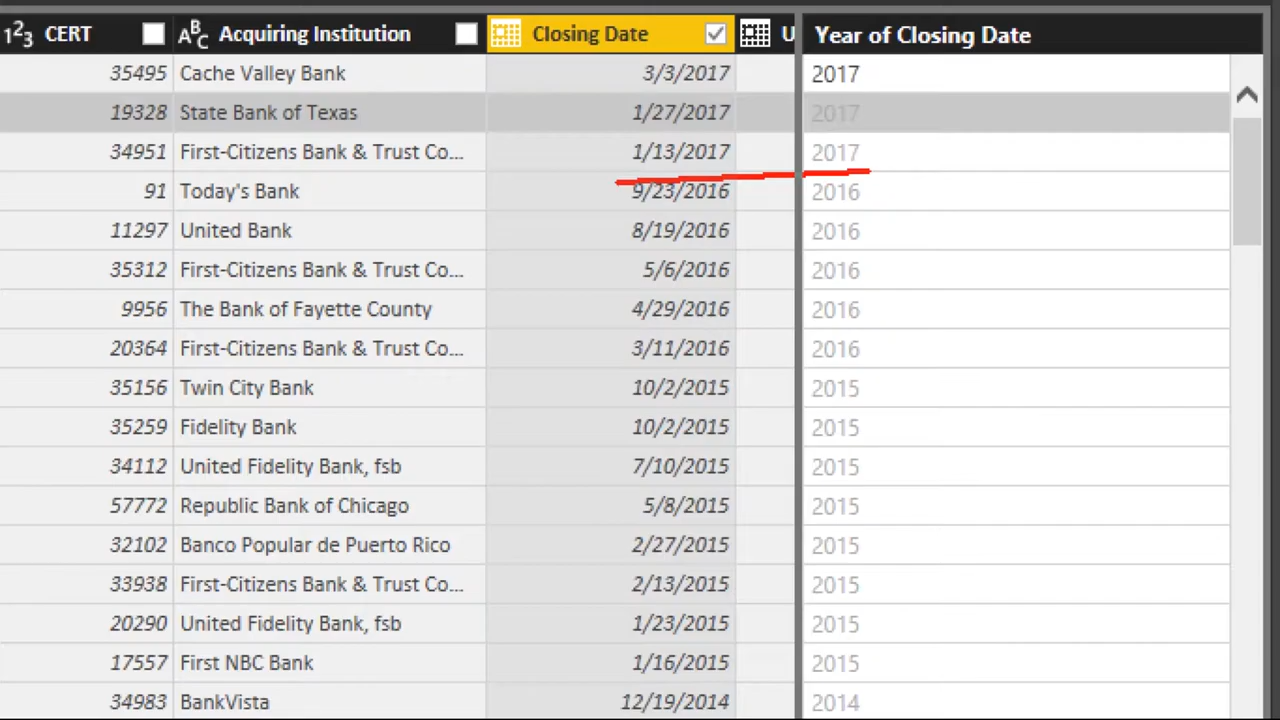 1²3 CERT ABC Acquiring Institution Closing Date U Year of Closing Date
35495 Cache Valley Bank 3/3/2017 2017
19328 State Bank of Texas 1/27/2017 2017
34951 First-Citizens Bank & Trust Co... 1/13/2017 2017
91 Today's Bank 9/23/2016 2016
11297 United Bank 8/19/2016 2016
35312 First-Citizens Bank & Trust Co... 5/6/2016 2016
9956 The Bank of Fayette County 4/29/2016 2016
20364 First-Citizens Bank & Trust Co... 3/11/2016 2016
35156 Twin City Bank 10/2/2015 2015
35259 Fidelity Bank 10/2/2015 2015
34112 United Fidelity Bank, fsb 7/10/2015 2015
57772 Republic Bank of Chicago 5/8/2015 2015
32102 Banco Popular de Puerto Rico 2/27/2015 2015
33938 First-Citizens Bank & Trust Co... 2/13/2015 2015
20290 United Fidelity Bank, fsb 1/23/2015 2015
17557 First NBC Bank 1/16/2015 2015
34983 BankVista 12/19/2014 2014